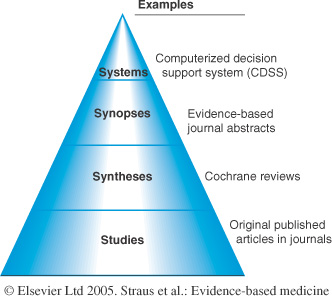 Examples
Systems
Computerized decision
support system (CDSS)
Synopses
Evidence-based
journal abstracts
Syntheses
Cochrane reviews
Studies
Original published
articles in journals
© Elsevier Ltd 2005. Straus et al.: Evidence-based medicine